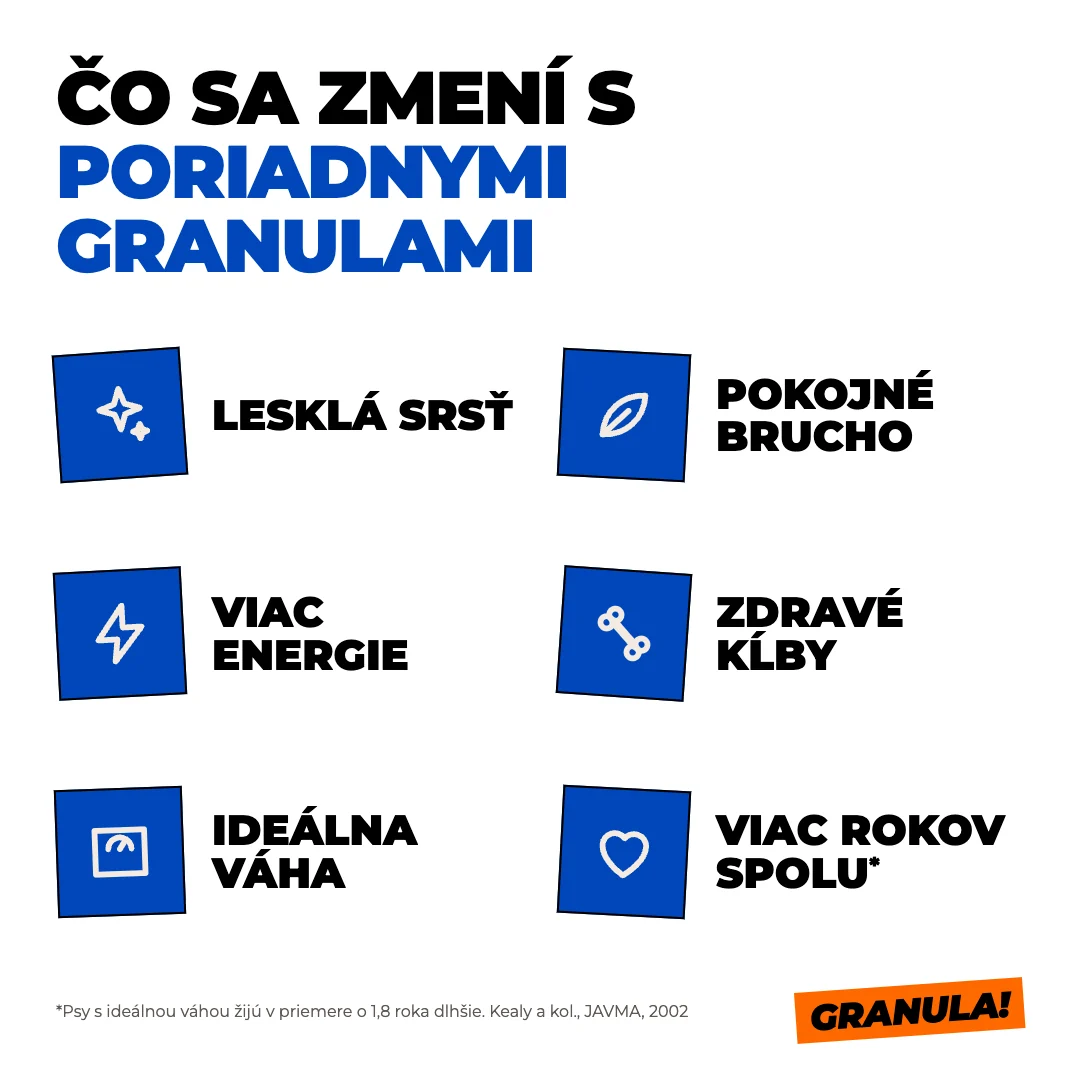 ČO SA ZMENÍ S
PORIADNYMI
GRANULAMI
LESKLÁ SRSŤ
POKOJNÉ
BRUCHO
VIAC
ENERGIE
ZDRAVÉ
KĹBY
IDEÁLNA
VÁHA
VIAC ROKOV
SPOLU*
*Psy s ideálnou váhou žijú v priemere o 1,8 roka dlhšie. Kealy a kol., JAVMA, 2002
GRANULA!